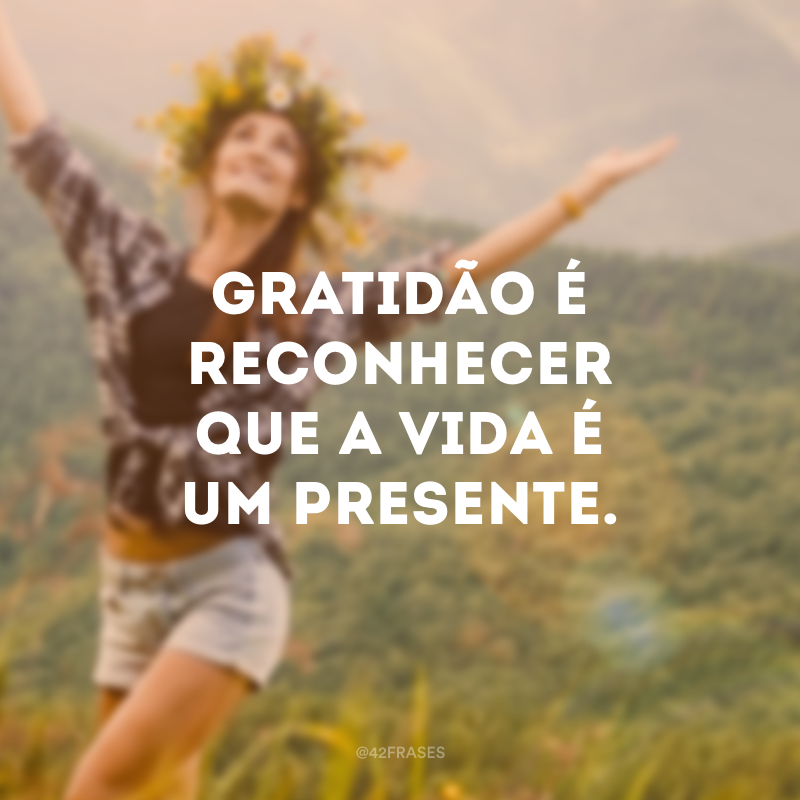 GRATIDÃO É
RECONHECER
QUE A VIDA É
UM PRESENTE.
@42FRASES